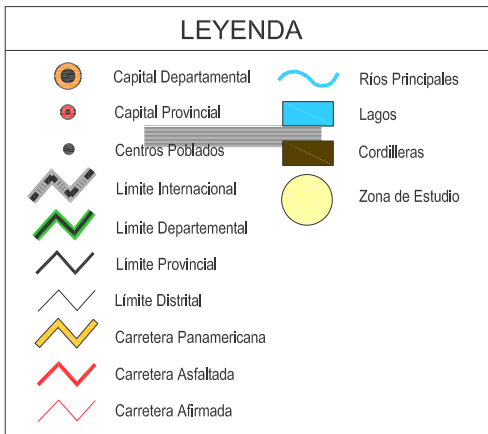 LEYENDA
Capital Departamental
Capital Provincial
Centros Poblados
Límite Internacional
Límite Departemental
Límite Provincial
Límite Distrital
Carretera Panamericana
Carretera Asfaltada
Carretera Afirmada
Ríos Principales
Lagos
Cordilleras
Zona de Estudio